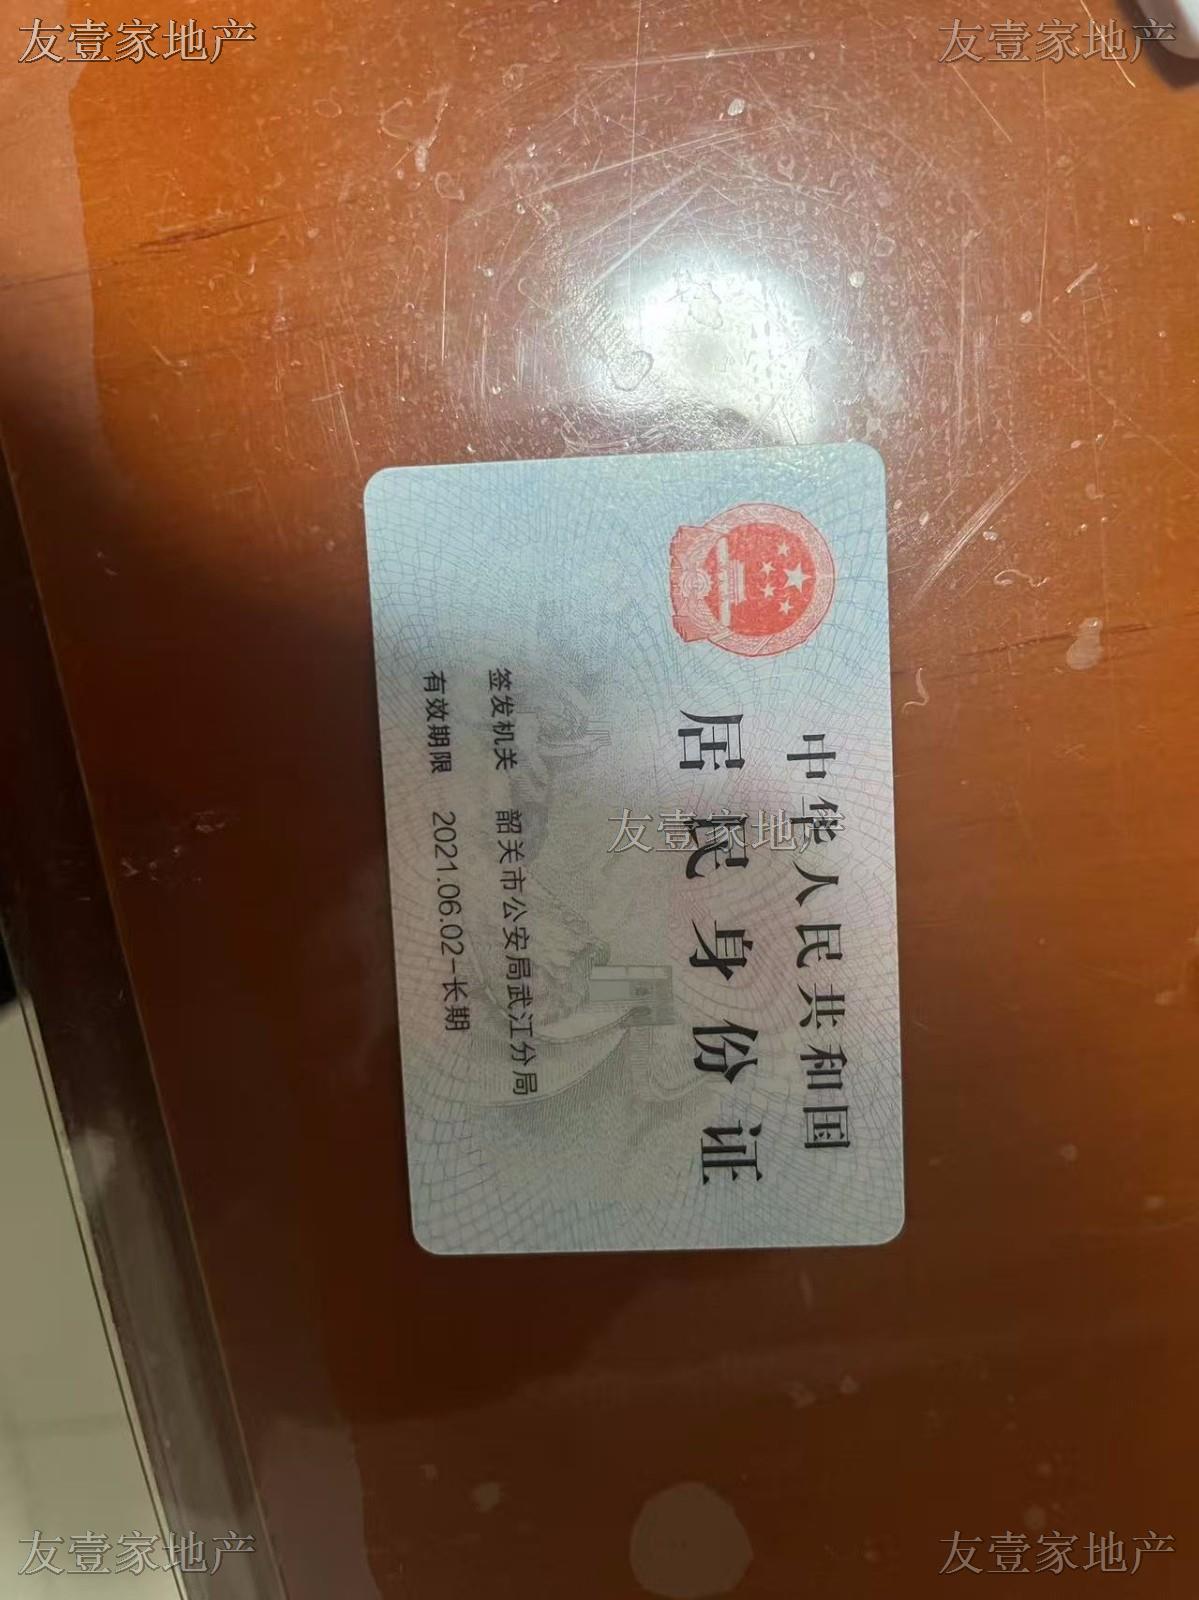 友壹家地产
友壹家地产
中华人民共和国
居民身份证
签发机关 韶关市公安局武江分局
有效期限 2021.06.02-长期
友壹家地产
友壹家地产
友壹家地产